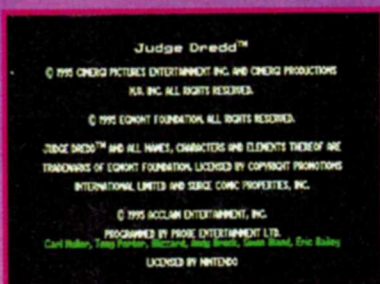 Judge Dredd™
© 1995 CINERGI PICTURES ENTERTAINMENT INC. AND CINERGI PRODUCTIONS
N.V. INC. ALL RIGHTS RESERVED.
© 1995 EGMONT FOUNDATION, ALL RIGHTS RESERVED.
JUDGE DREDD™ AND ALL NAMES, CHARACTERS AND ELEMENTS THEREOF ARE
TRADEMARKS OF EGMONT FOUNDATION, LICENSED BY COPYRIGHT PROMOTIONS
INTERNATIONAL LIMITED AND SURGE COMIC PROPERTIES, INC.
© 1995 ACCLAIM ENTERTAINMENT, INC.
PROGRAMMED BY PROBE ENTERTAINMENT LTD.
Carl Muller, Tony Porter, Blizzard, Andy Brock, Eric Bailey
LICENSED BY NINTENDO